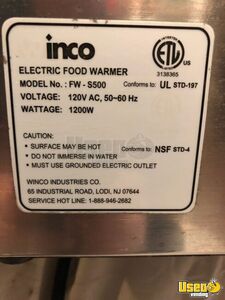 inco
ETL
3138365
ELECTRIC FOOD WARMER
MODEL No.: FW - S500 Conforms to: UL STD-197
VOLTAGE: 120V AC, 50~60 Hz
WATTAGE: 1200W
CAUTION:
• SURFACE MAY BE HOT
• DO NOT IMMERSE IN WATER
• MUST USE GROUNDED ELECTRIC OUTLET
Conforms to: NSF STD-4
WINCO INDUSTRIES CO.
65 INDUSTRIAL ROAD, LODI, NJ 07644
SERVICE HOT LINE: 1-888-946-2682
Used
vending